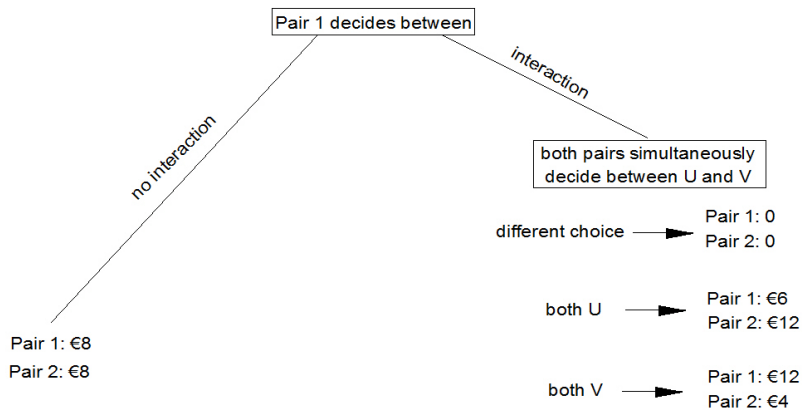 Pair 1 decides between
no interaction
interaction
both pairs simultaneously
decide between U and V
different choice
Pair 1: 0
Pair 2: 0
both U
Pair 1: €6
Pair 2: €12
Pair 1: €8
Pair 2: €8
both V
Pair 1: €12
Pair 2: €4